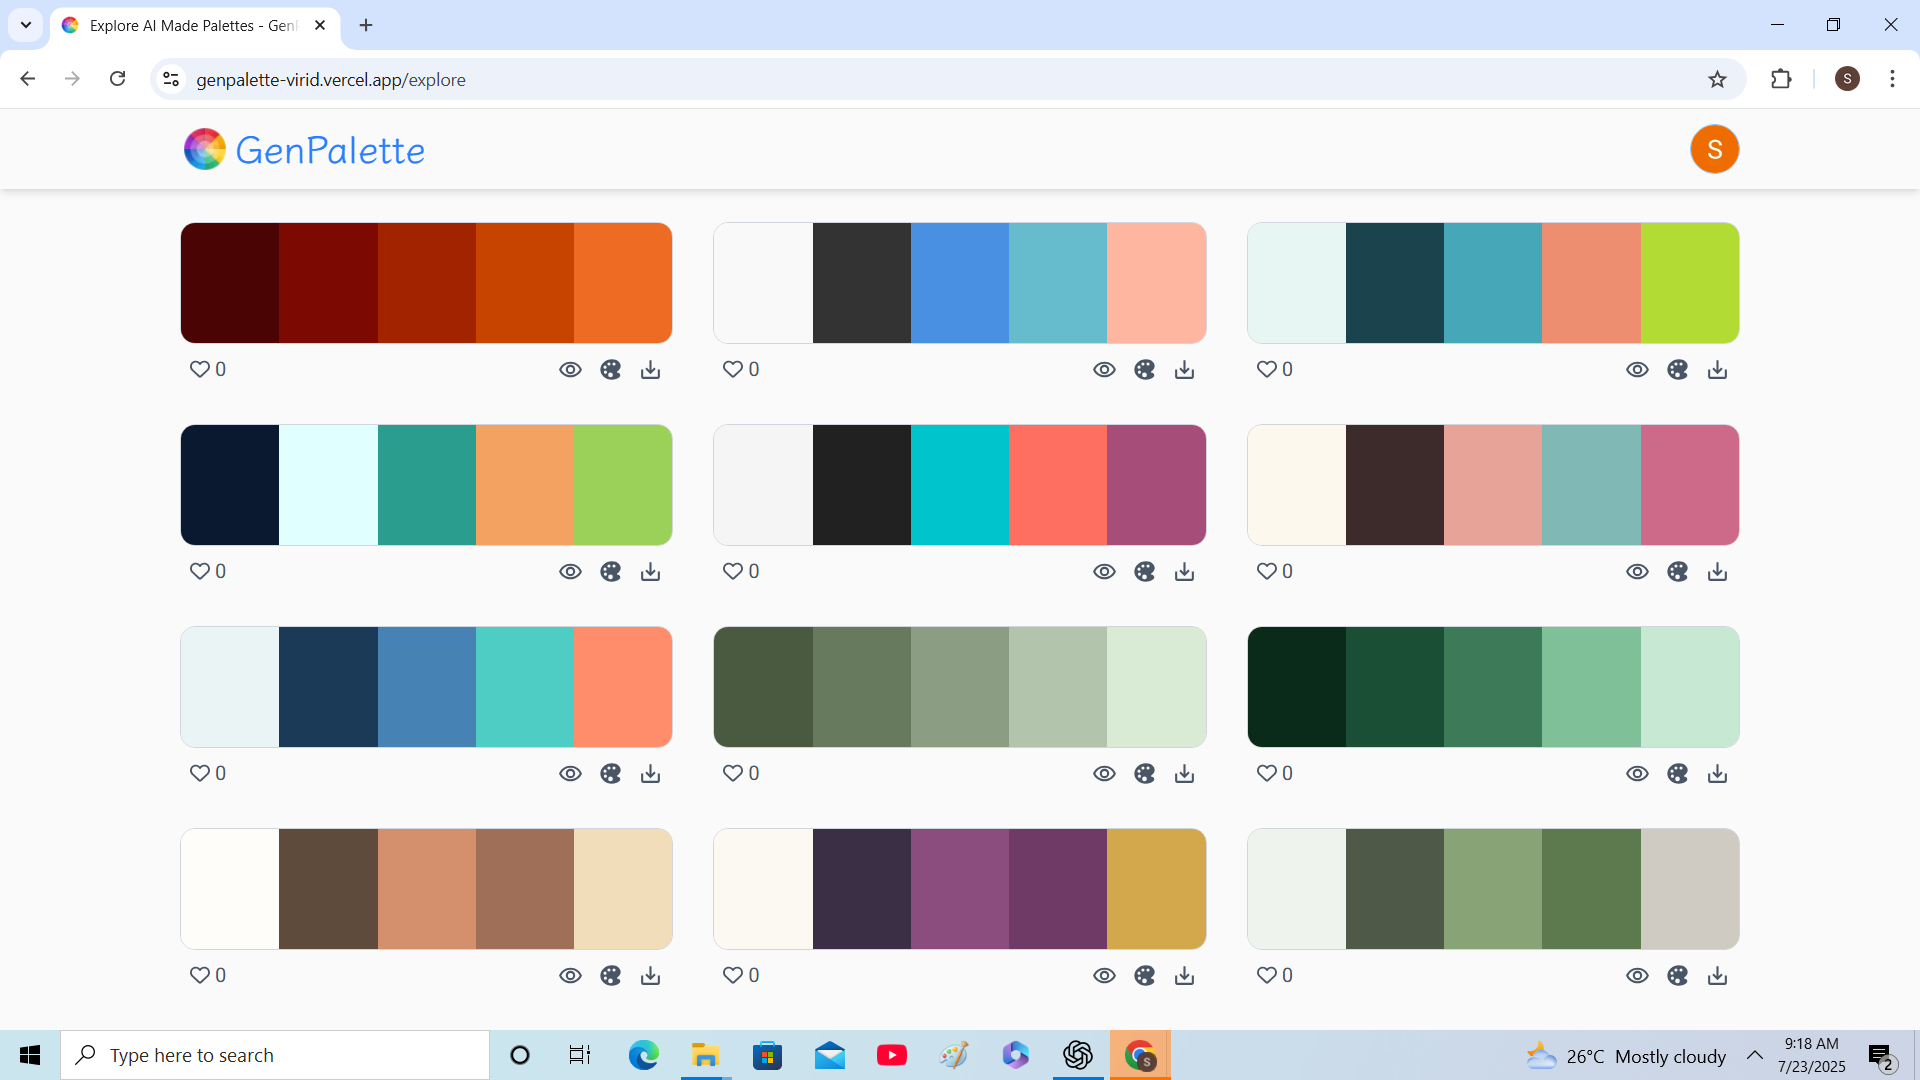 Explore AI Made Palettes - Gen
genpalette-virid.vercel.app/explore
S
GenPalette
S
0
0
0
0
0
0
0
0
0
0
0
0
Type here to search
S
26°C Mostly cloudy
9:18 AM
7/23/2025
2